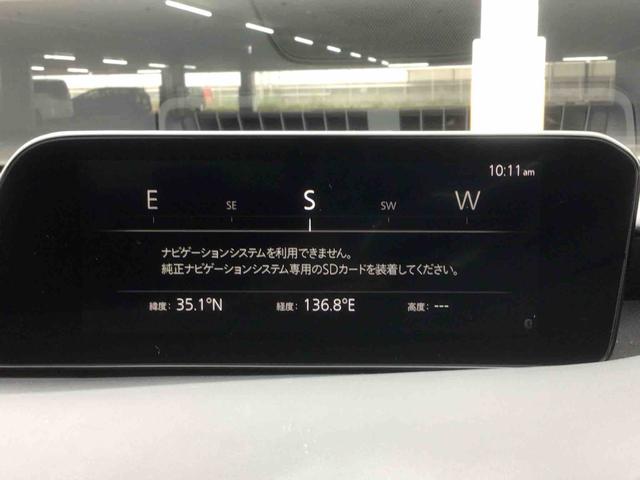 10:11am
E SE S SW W
ナビゲーションシステムを利用できません。
純正ナビゲーションシステム専用のSDカードを装着してください。
緯度: 35.1°N 経度: 136.8°E 高度: ---